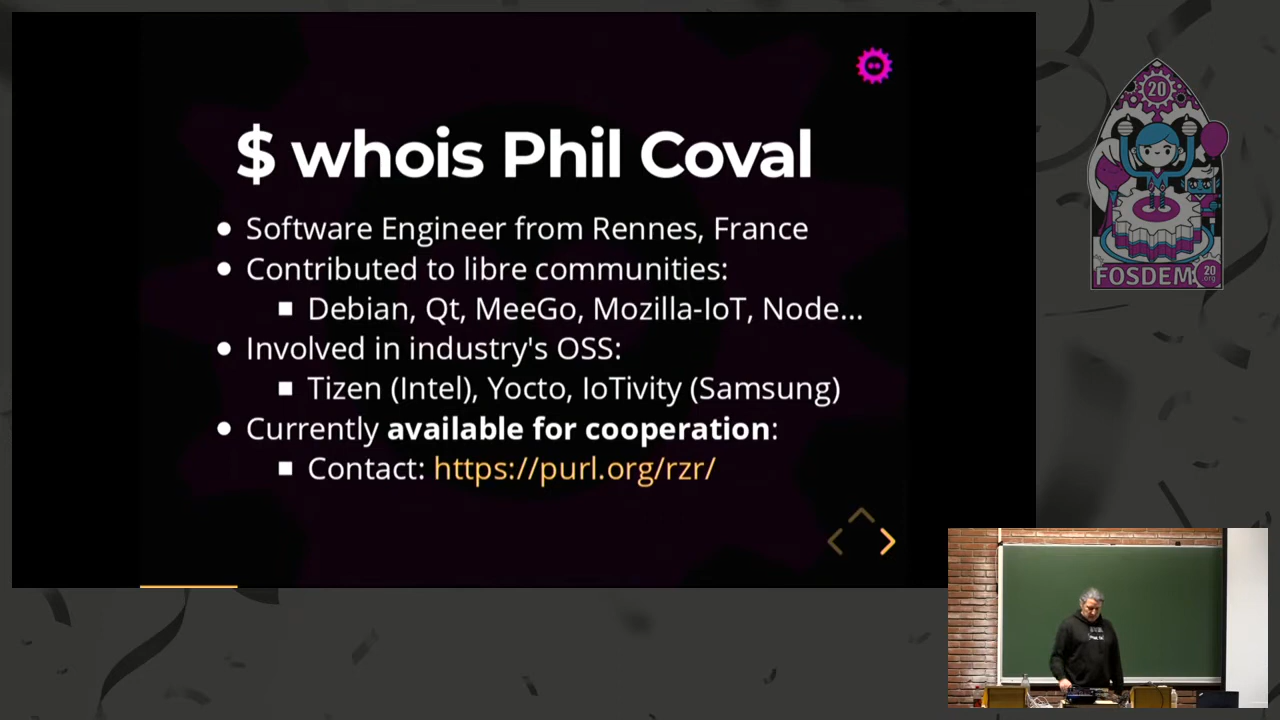 $ whois Phil Coval
Software Engineer from Rennes, France
Contributed to libre communities:
Debian, Qt, MeeGo, Mozilla-IoT, Node...
Involved in industry's OSS:
Tizen (Intel), Yocto, IoTivity (Samsung)
Currently available for cooperation:
Contact: https://purl.org/rzr/
20
FOSDEM
20
.org